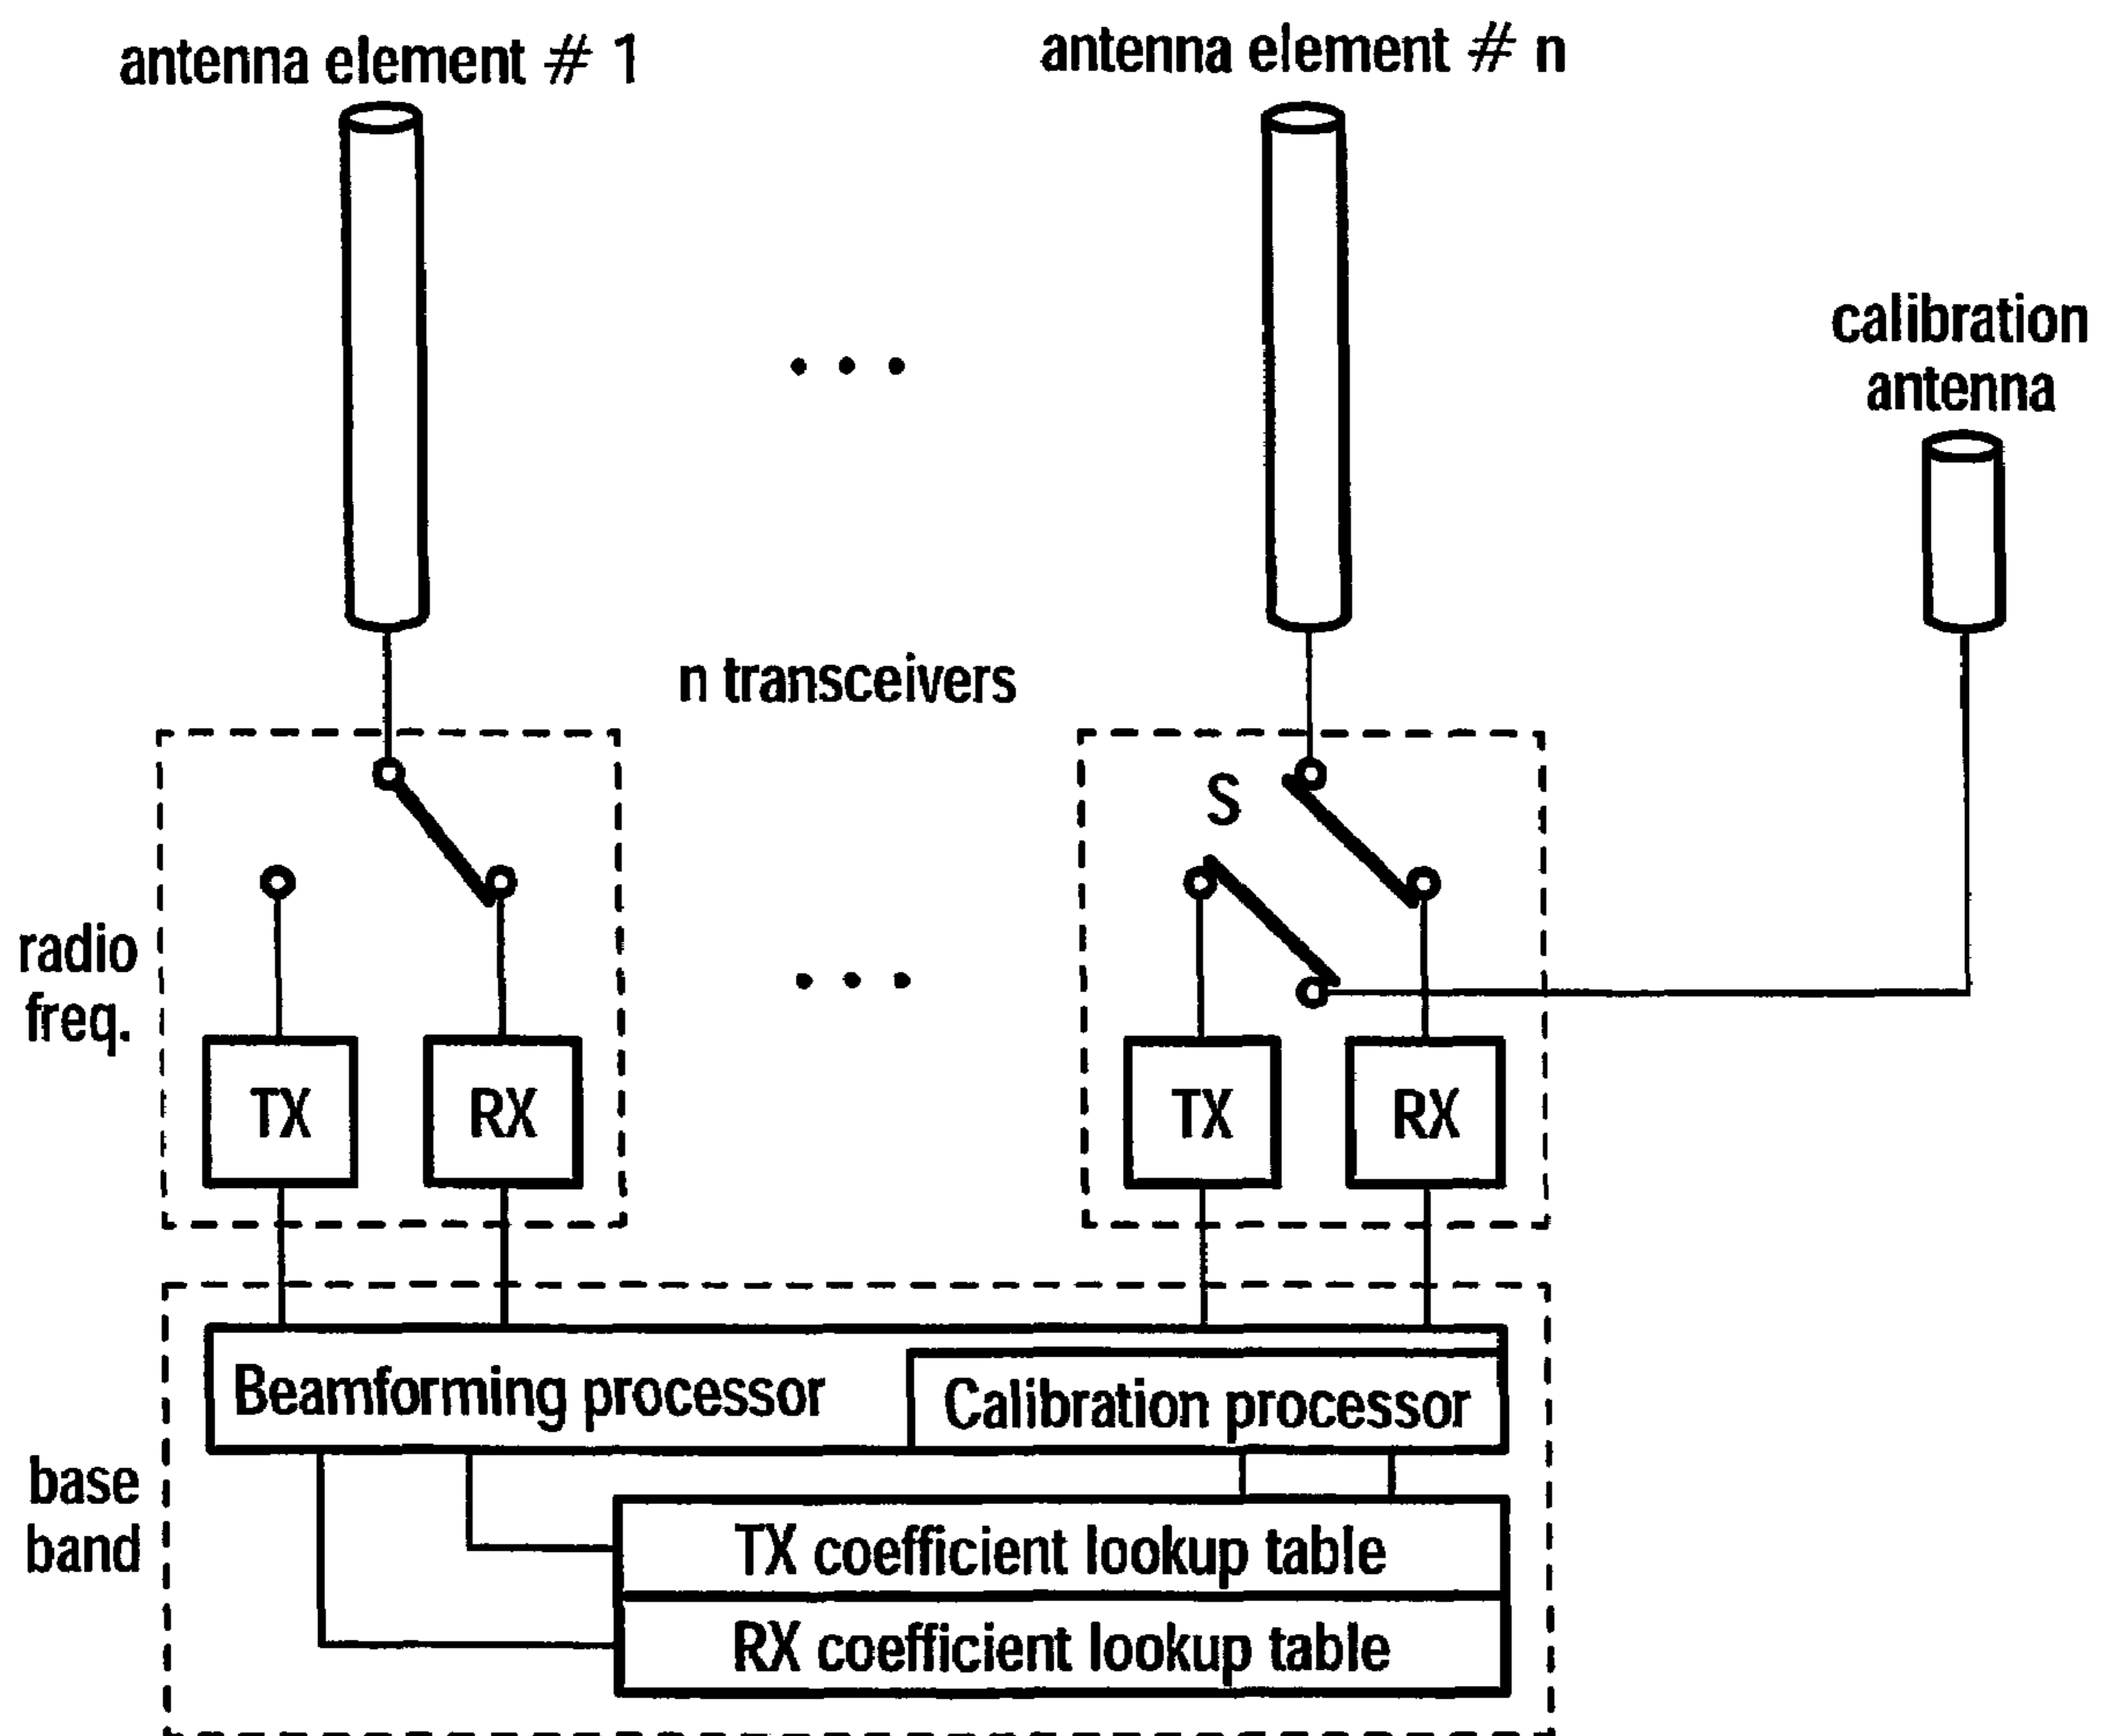 antenna element # 1
antenna element # n
calibration
antenna
n transceivers
S
radio
freq.
TX
RX
TX
RX
Beamforming processor
Calibration processor
base
band
TX coefficient lookup table
RX coefficient lookup table